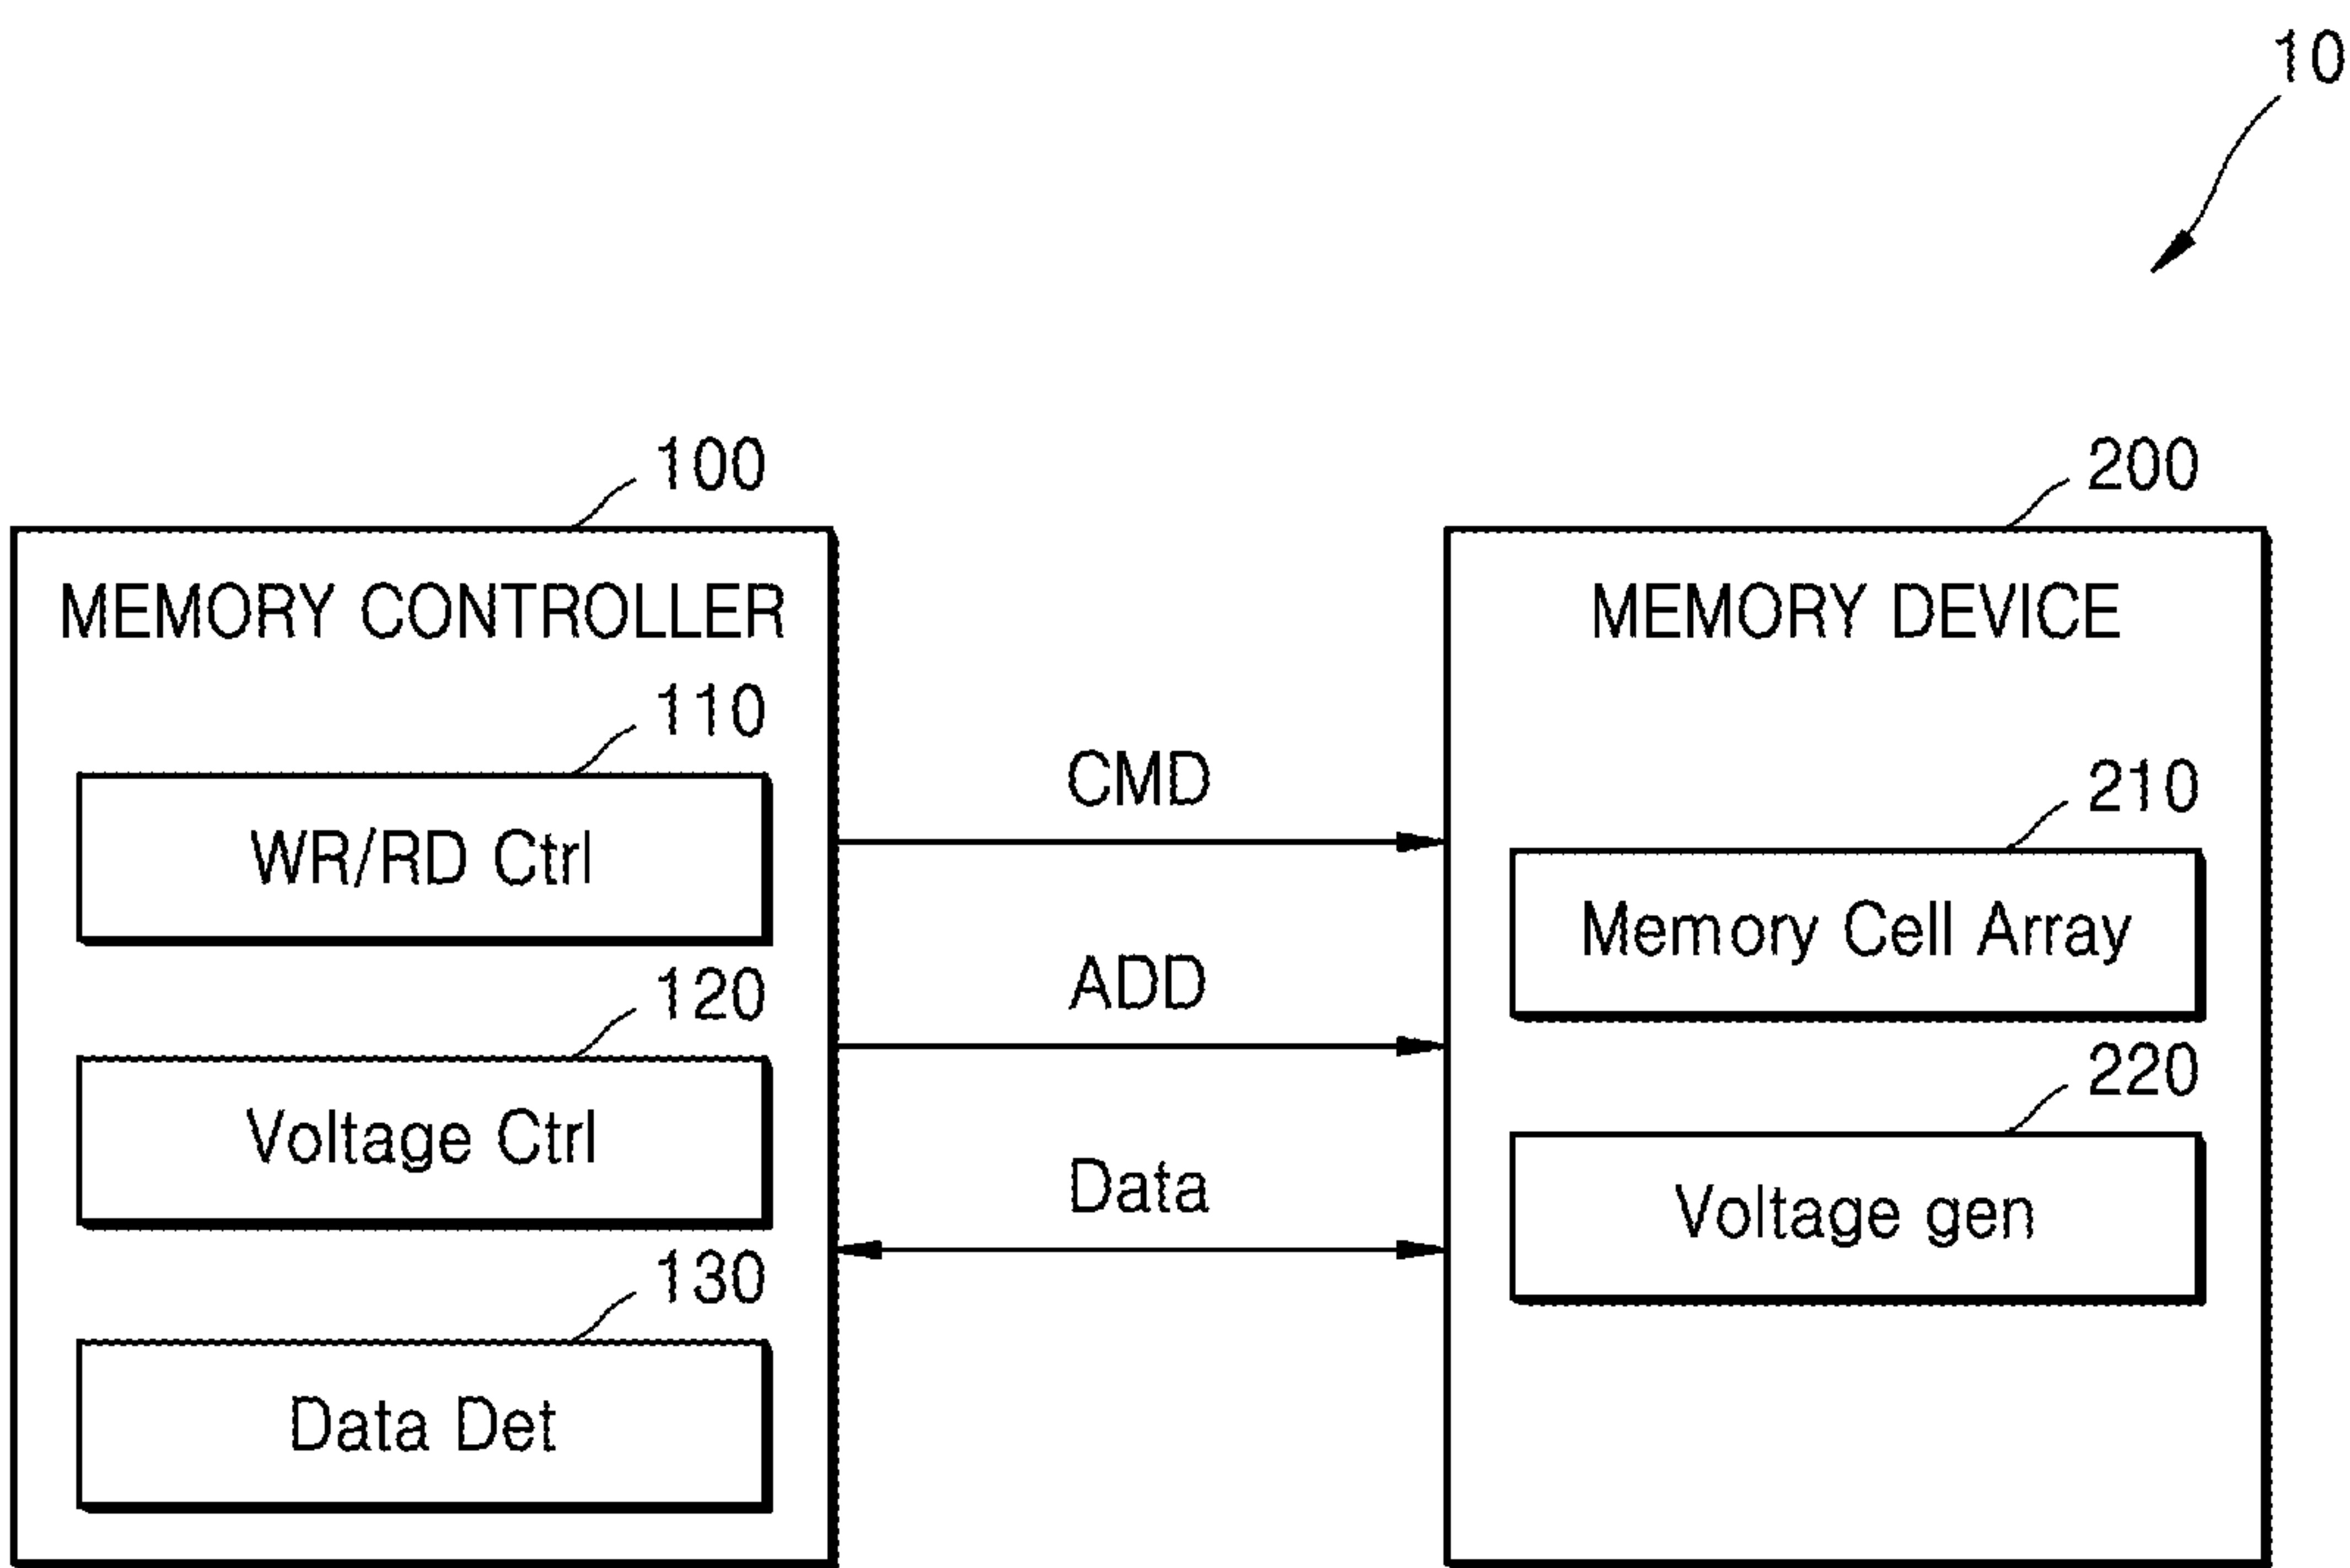 10
100
MEMORY CONTROLLER
110
WR/RD Ctrl
120
Voltage Ctrl
130
Data Det
CMD
ADD
Data
200
MEMORY DEVICE
210
Memory Cell Array
220
Voltage gen